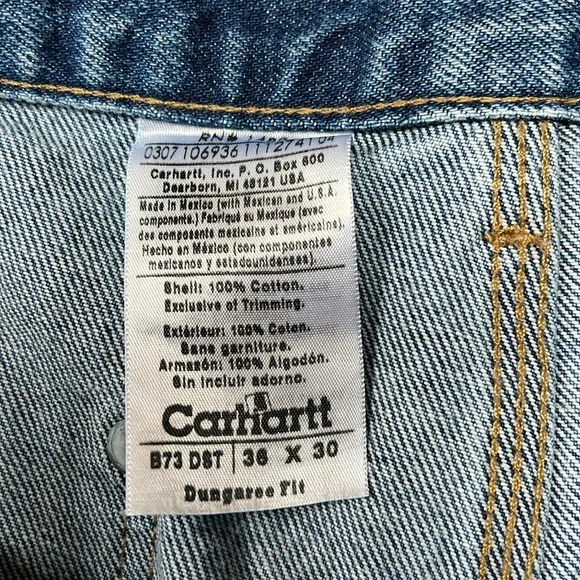 RN#
0307106936111274104
Carhartt, Inc. P. O. Box 600
Dearborn, MI 48121 USA
Made in Mexico (with Mexican and U.S.A.
components.) Fabriqué au Mexique (avec
des composants mexicains et américains).
Hecho en México (con componentes
mexicanos y estadounidenses).
Shell: 100% Cotton.
Exclusive of Trimming.
Extérieur: 100% Coton.
Sans garniture.
Armazón: 100% Algodón.
Sin incluir adorno.
Carhartt
B73 DST 36 X 30
Dungaree Fit